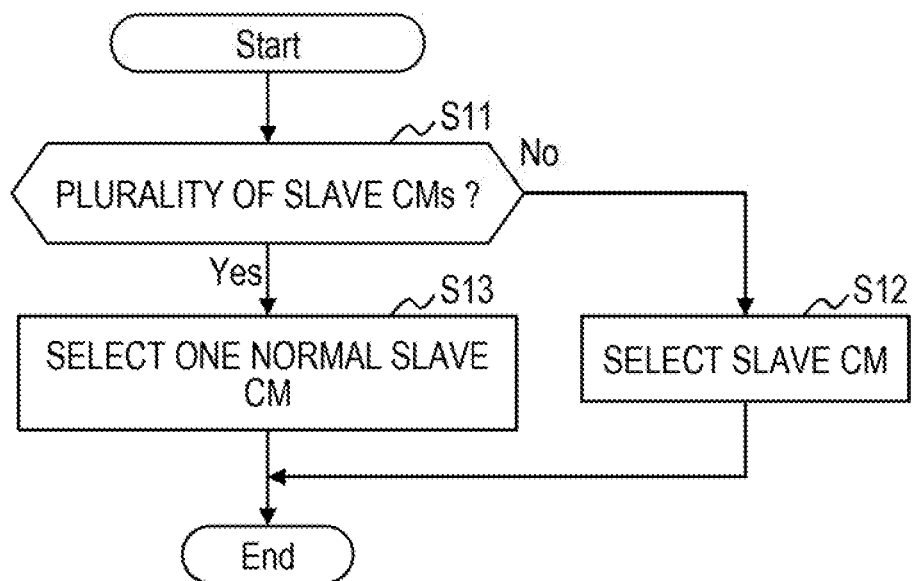 Start
S11
PLURALITY OF SLAVE CMs ?
No
Yes
S13
SELECT ONE NORMAL SLAVE
CM
S12
SELECT SLAVE CM
End